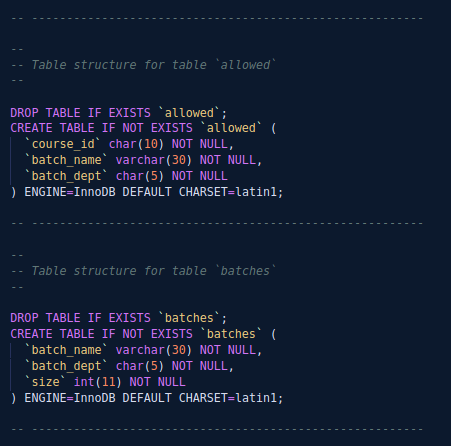 -- --------------------------------------------------------
--
-- Table structure for table `allowed`
--
DROP TABLE IF EXISTS `allowed`;
CREATE TABLE IF NOT EXISTS `allowed` (
  `course_id` char(10) NOT NULL,
  `batch_name` varchar(30) NOT NULL,
  `batch_dept` char(5) NOT NULL
) ENGINE=InnoDB DEFAULT CHARSET=latin1;
-- --------------------------------------------------------
--
-- Table structure for table `batches`
--
DROP TABLE IF EXISTS `batches`;
CREATE TABLE IF NOT EXISTS `batches` (
  `batch_name` varchar(30) NOT NULL,
  `batch_dept` char(5) NOT NULL,
  `size` int(11) NOT NULL
) ENGINE=InnoDB DEFAULT CHARSET=latin1;
-- --------------------------------------------------------